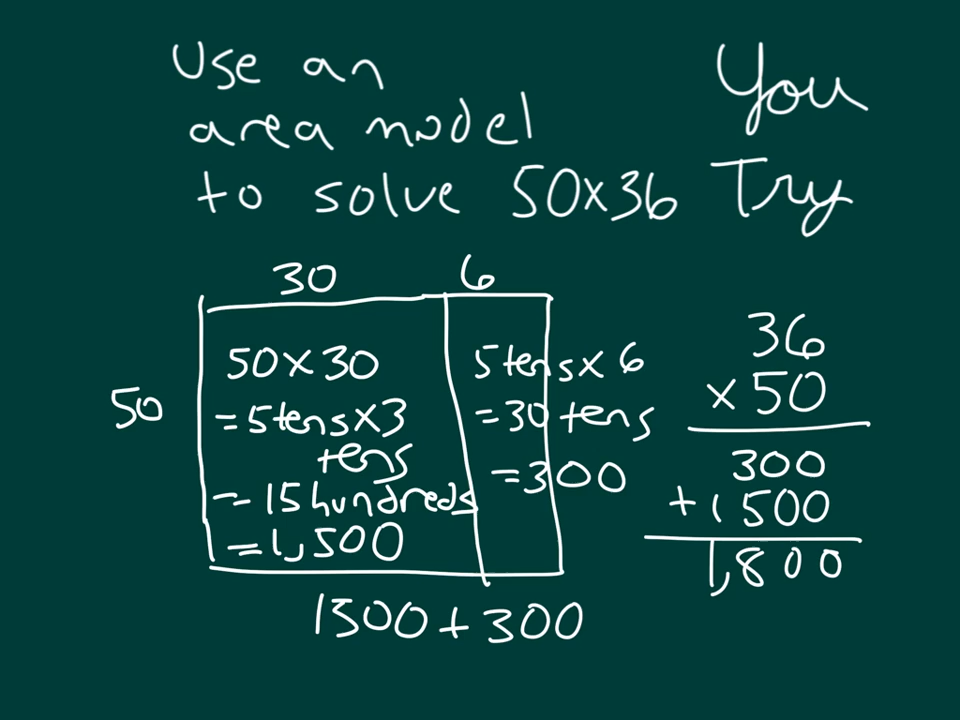 Use an
area model
to solve 50x36
You
Try
30
6
50
50x30
=5tensx3
tens
=15hundreds
=1,500
5tensx6
=30tens
=300
1500+300
36
x50
300
+1500
1,800